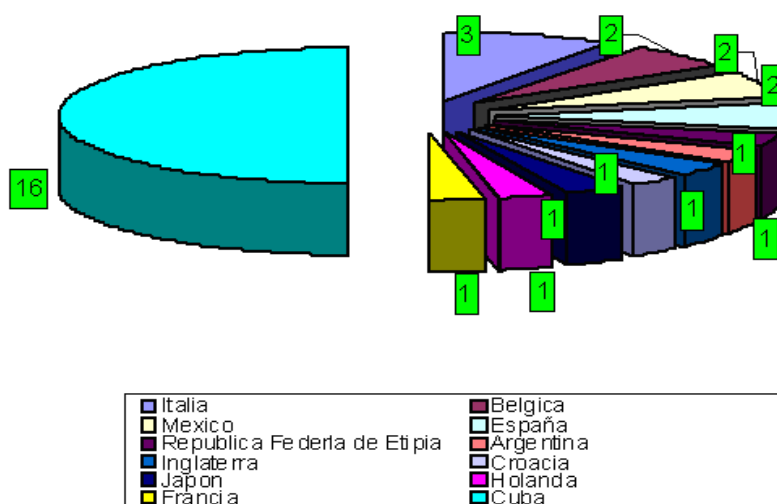 3
2
2
2
16
1
1
1
1
1
1
1
1
Italia
Belgica
Mexico
España
Republica Federla de Etipia
Argentina
Inglaterra
Croacia
Japon
Holanda
Francia
Cuba